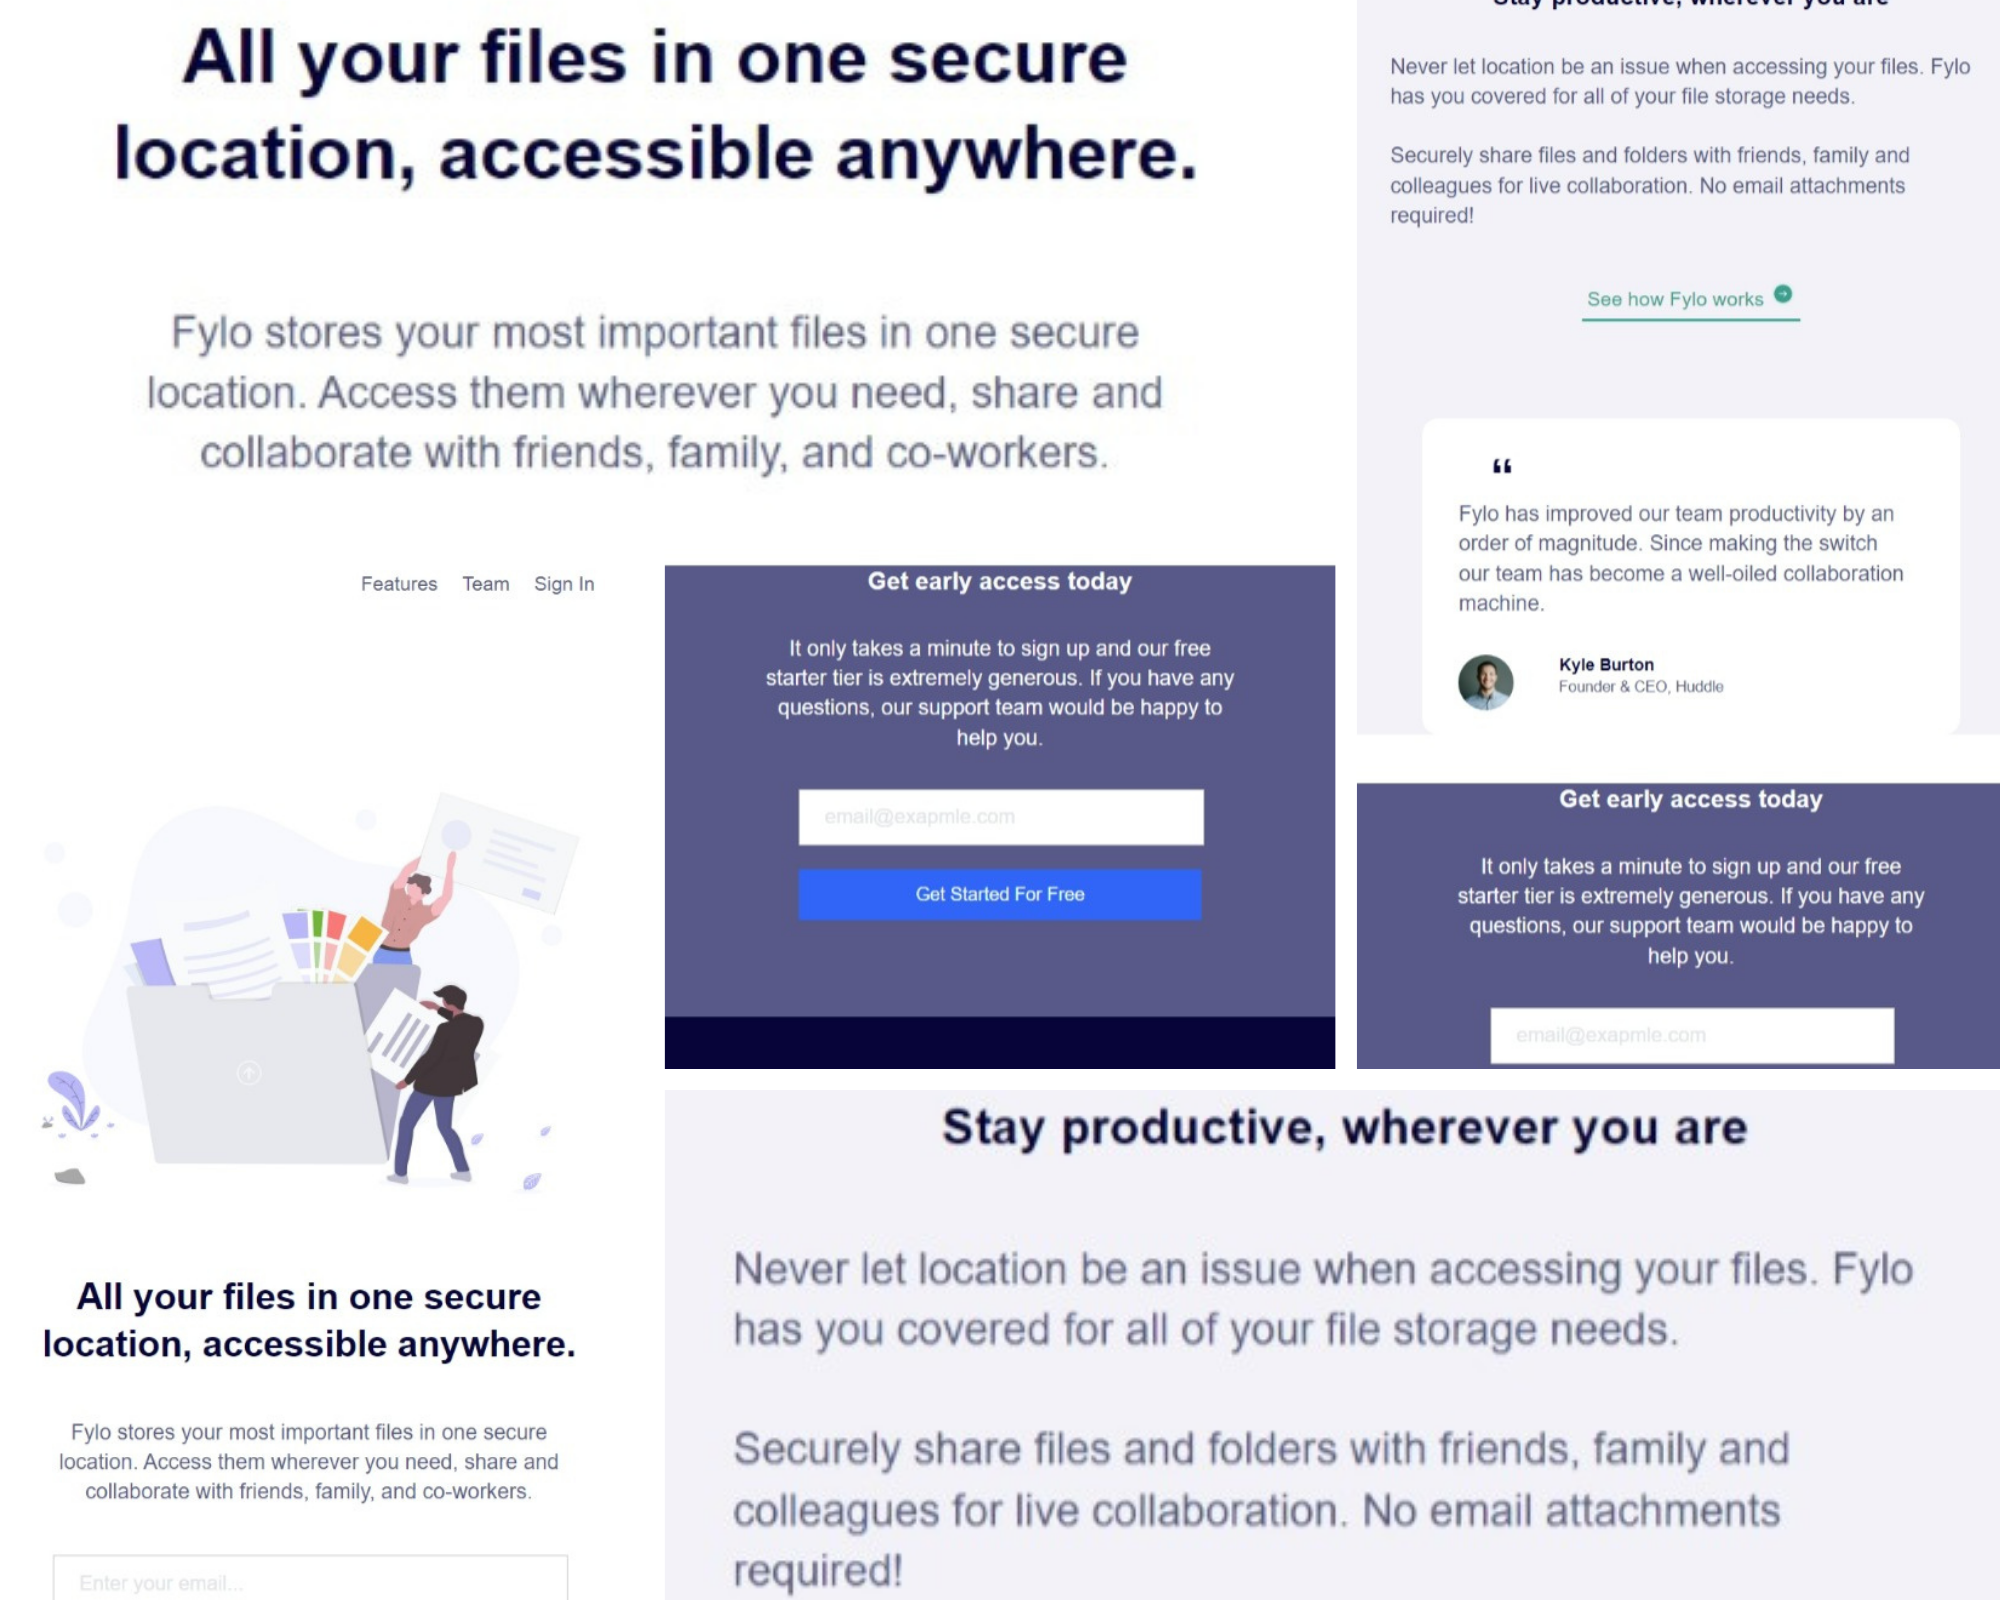 All your files in one secure
location, accessible anywhere.
Fylo stores your most important files in one secure
location. Access them wherever you need, share and
collaborate with friends, family, and co-workers.
Features Team Sign In
All your files in one secure
location, accessible anywhere.
Fylo stores your most important files in one secure
location. Access them wherever you need, share and
collaborate with friends, family, and co-workers.
Enter your email...
Get early access today
It only takes a minute to sign up and our free
starter tier is extremely generous. If you have any
questions, our support team would be happy to
help you.
email@exapmle.com
Get Started For Free
Stay productive, wherever you are
Never let location be an issue when accessing your files. Fylo
has you covered for all of your file storage needs.
Securely share files and folders with friends, family and
colleagues for live collaboration. No email attachments
required!
See how Fylo works
“
Fylo has improved our team productivity by an
order of magnitude. Since making the switch
our team has become a well-oiled collaboration
machine.
Kyle Burton
Founder & CEO, Huddle
Get early access today
It only takes a minute to sign up and our free
starter tier is extremely generous. If you have any
questions, our support team would be happy to
help you.
email@exapmle.com
Stay productive, wherever you are
Never let location be an issue when accessing your files. Fylo
has you covered for all of your file storage needs.
Securely share files and folders with friends, family and
colleagues for live collaboration. No email attachments
required!